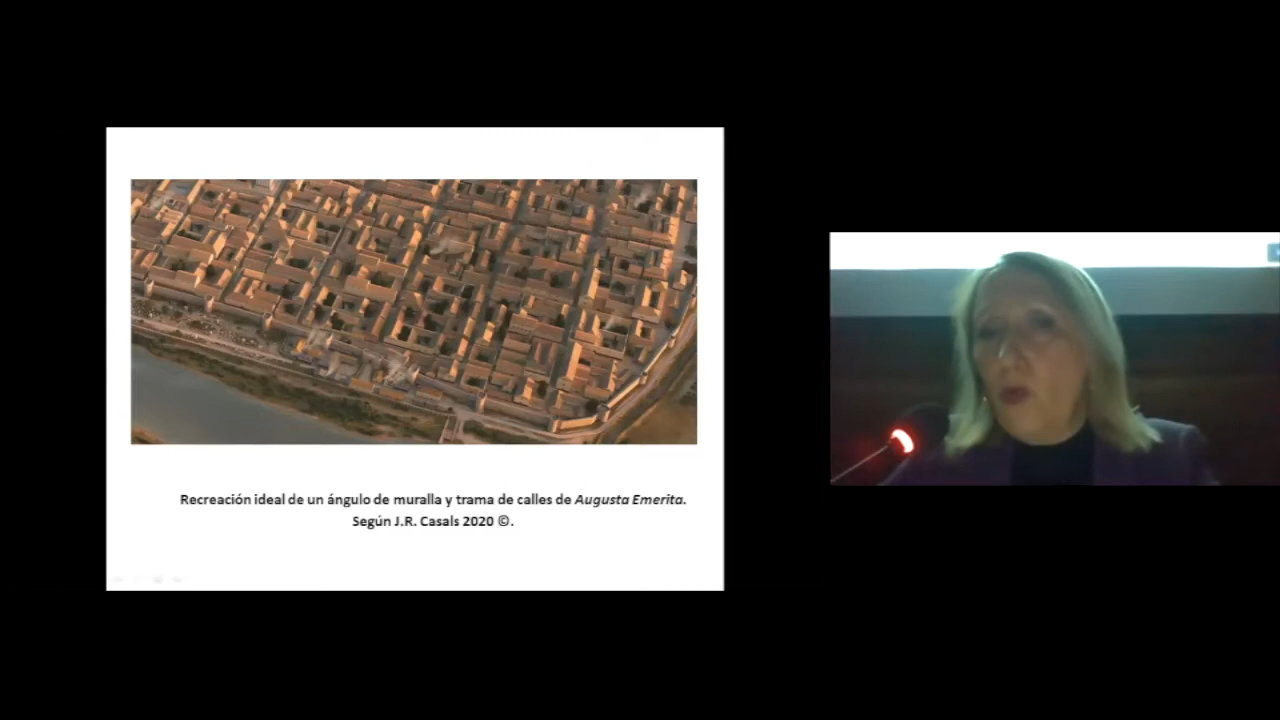 Recreación ideal de un ángulo de muralla y trama de calles de Augusta Emerita.
Según J.R. Casals 2020 ©.